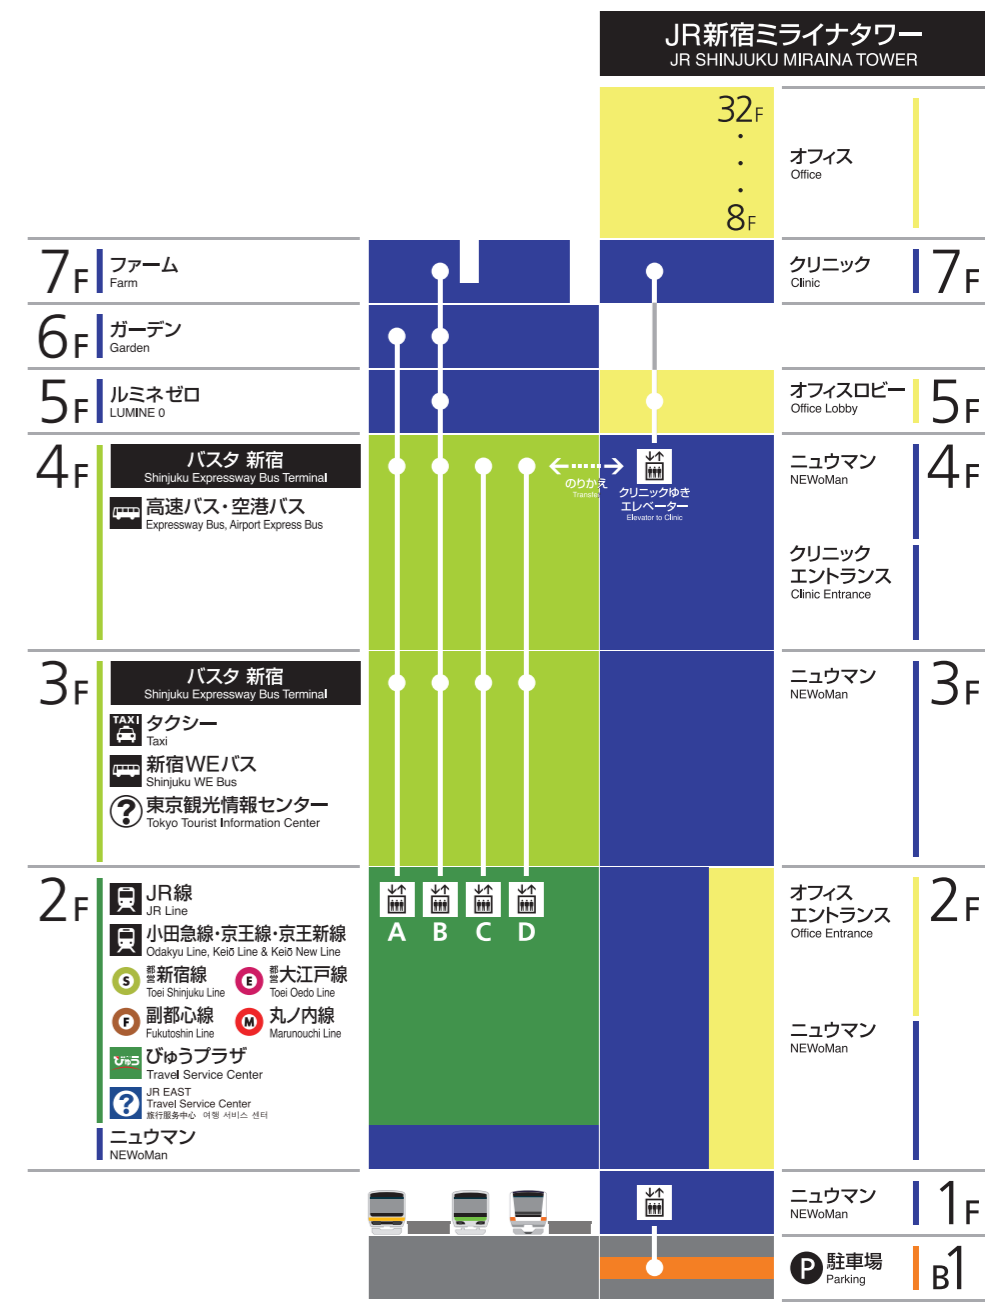 JR新宿ミライナタワー
JR SHINJUKU MIRAINA TOWER
32F
8F
オフィス
Office
7F
ファーム
Farm
クリニック
Clinic
7F
6F
ガーデン
Garden
5F
ルミネゼロ
LUMINE 0
オフィスロビー
Office Lobby
5F
4F
バスタ 新宿
Shinjuku Expressway Bus Terminal
高速バス・空港バス
Expressway Bus, Airport Express Bus
のりかえ
Transfe
クリニックゆき
エレベーター
Elevator to Clinic
ニュウマン
NEWoMan
4F
クリニック
エントランス
Clinic Entrance
3F
バスタ 新宿
Shinjuku Expressway Bus Terminal
TAXI
タクシー
Taxi
新宿WEバス
Shinjuku WE Bus
?
東京観光情報センター
Tokyo Tourist Information Center
ニュウマン
NEWoMan
3F
2F
JR線
JR Line
小田急線・京王線・京王新線
Odakyu Line, Keiō Line & Keiō New Line
S 都営新宿線
Toei Shinjuku Line
E 都営大江戸線
Toei Oedo Line
F 副都心線
Fukutoshin Line
M 丸ノ内線
Marunouchi Line
びゅう
びゅうプラザ
Travel Service Center
?
JR EAST
Travel Service Center
旅行服务中心 여행 서비스 센터
ニュウマン
NEWoMan
A B C D
オフィス
エントランス
Office Entrance
2F
ニュウマン
NEWoMan
ニュウマン
NEWoMan
1F
P 駐車場
Parking
B1